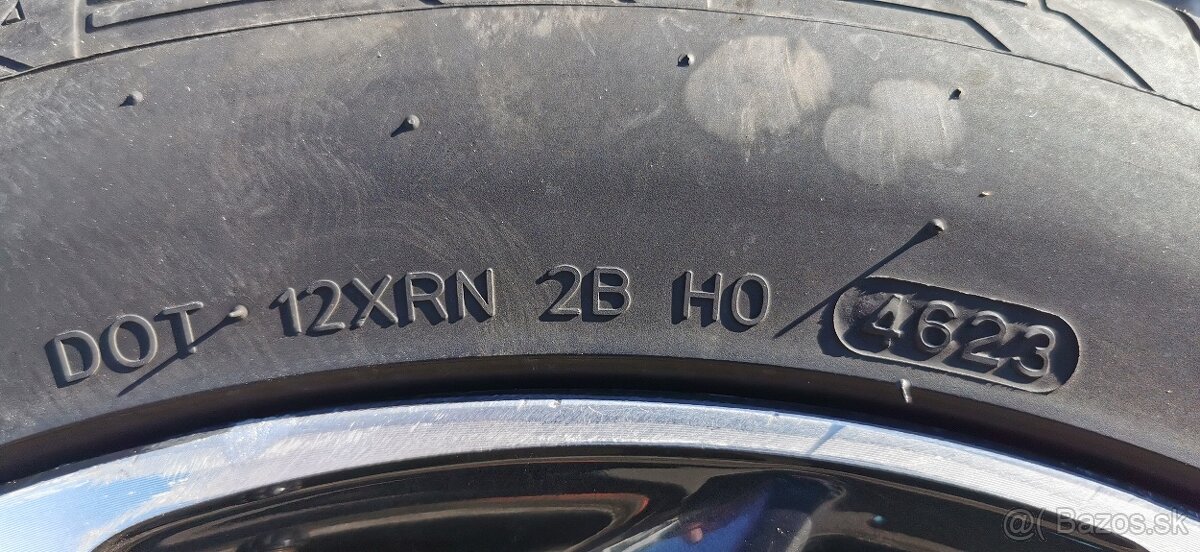 DOT 12XRN 2B H0 4623
@( Bazos.sk